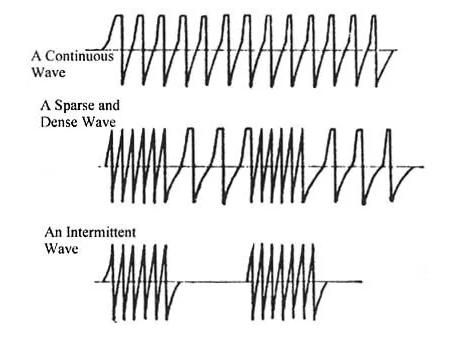 A Continuous
Wave
A Sparse and
Dense Wave
An Intermittent
Wave